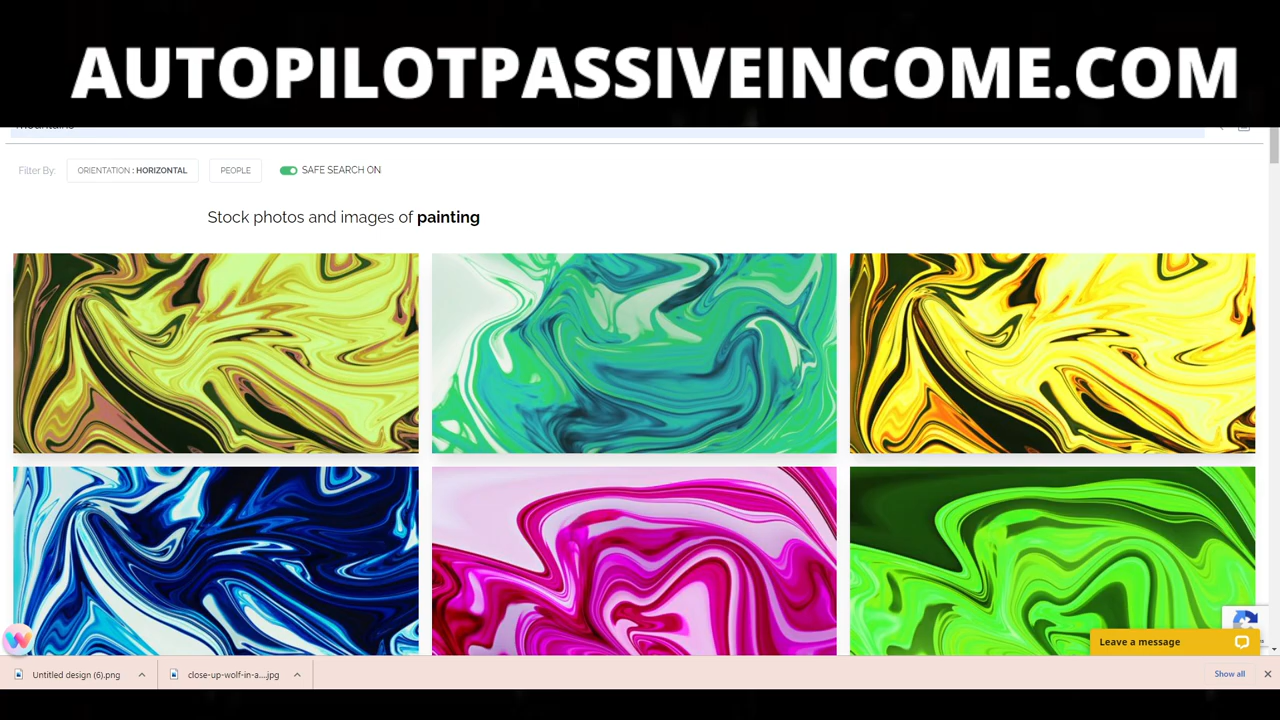 AUTOPILOTPASSIVEINCOME.COM
Filter By: ORIENTATION : HORIZONTAL PEOPLE SAFE SEARCH ON
Stock photos and images of painting
Leave a message
Untitled design (6).png close-up-wolf-in-a....jpg Show all